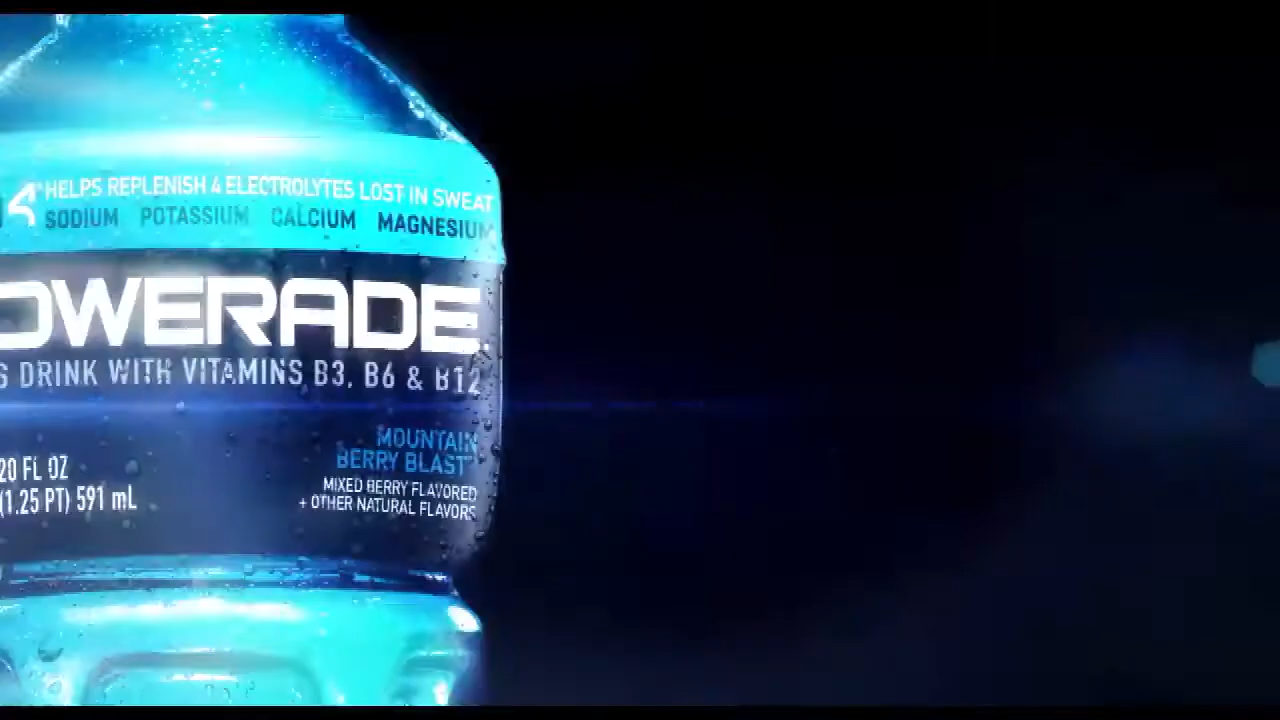 4 HELPS REPLENISH 4 ELECTROLYTES LOST IN SWEAT
SODIUM POTASSIUM CALCIUM MAGNESIUM
OWERADE
S DRINK WITH VITAMINS B3, B6 & B12
MOUNTAIN
BERRY BLAST
20 FL OZ
(1.25 PT) 591 mL
MIXED BERRY FLAVORED
+ OTHER NATURAL FLAVORS